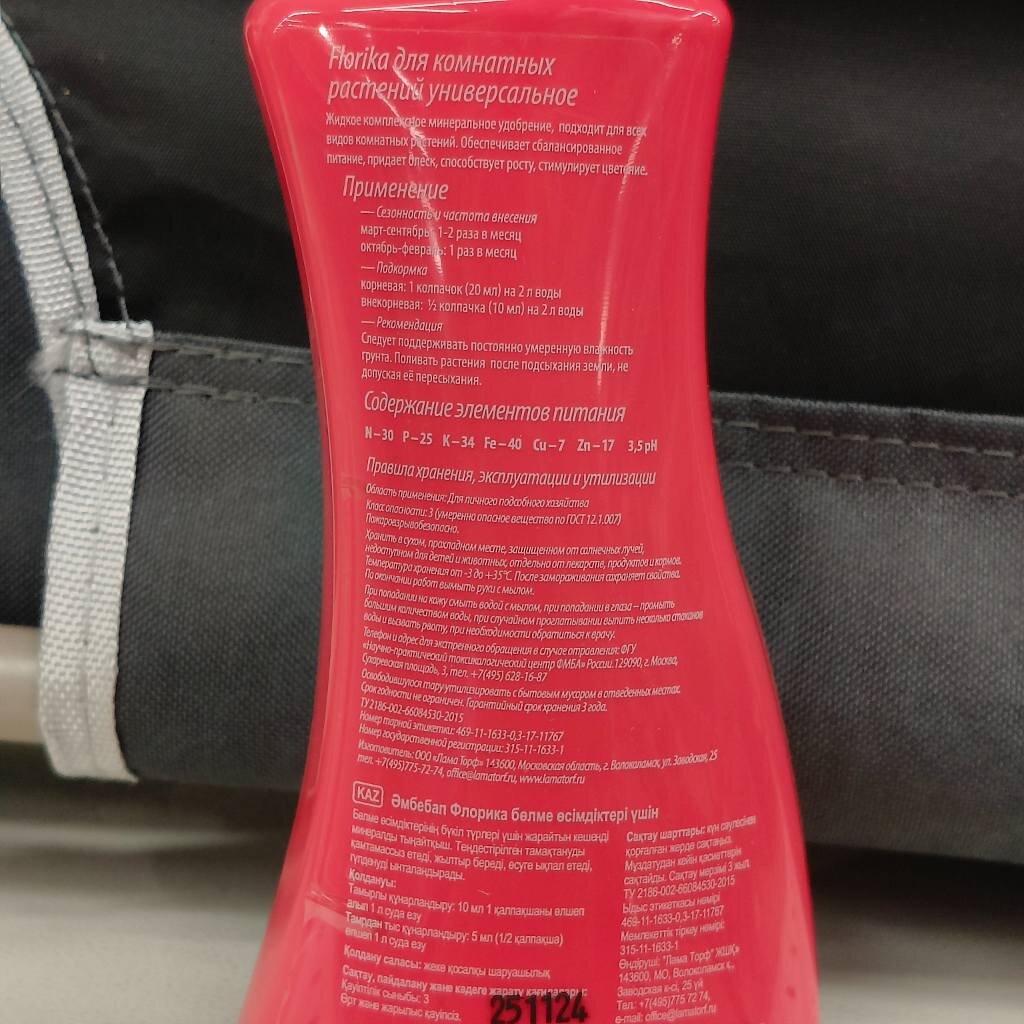 Florika для комнатных
растений универсальное
Жидкое комплексное минеральное удобрение, подходит для всех
видов комнатных растений. Обеспечивает сбалансированное
питание, придает блеск, способствует росту, стимулирует цветение.
Применение
— Сезонность и частота внесения
март-сентябрь: 1-2 раза в месяц
октябрь-февраль: 1 раз в месяц
— Подкормка
корневая: 1 колпачок (20 мл) на 2 л воды
внекорневая: ½ колпачка (10 мл) на 2 л воды
— Рекомендация
Следует поддерживать постоянно умеренную влажность
грунта. Поливать растения после подсыхания земли, не
допуская её пересыхания.
Содержание элементов питания
N–30 P–25 K–34 Fe–40 Cu–7 Zn–17 3,5 pH
Правила хранения, эксплуатации и утилизации
Область применения: Для личного подсобного хозяйства
Класс опасности: 3 (умеренно опасное вещество по ГОСТ 12.1.007)
Пожаровзрывобезопасно.
Хранить в сухом, прохладном месте, защищенном от солнечных лучей,
недоступном для детей и животных, отдельно от лекарств, продуктов и кормов.
Температура хранения от -3 до +35°С. После замораживания сохраняет свойства.
По окончании работ вымыть руки с мылом.
При попадании на кожу смыть водой с мылом, при попадании в глаза – промыть
большим количеством воды, при случайном проглатывании выпить несколько стаканов
воды и вызвать рвоту, при необходимости обратиться к врачу.
Телефон и адрес для экстренного обращения в случае отравления: ФГУ
«Научно-практический токсикологический центр ФМБА» России. 129090, г. Москва,
Сухаревская площадь, 3, тел. +7(495) 628-16-87
Освободившуюся тару утилизировать с бытовым мусором в отведенных местах.
Срок годности не ограничен. Гарантийный срок хранения 3 года.
ТУ 2186-002-66084530-2015
Номер тарной этикетки: 469-11-1633-0,3-17-11767
Номер государственной регистрации: 315-11-1633-1
Изготовитель: ООО «Лама Торф» 143600, Московская область, г. Волоколамск, ул. Заводская, 25
тел. +7(495)775-72-74, office@lamatorf.ru, www.lamatorf.ru
KAZ Әмбебап Флорика бөлме өсімдіктері үшін
Бөлме өсімдіктерінің бүкіл түрлері үшін жарайтын кешенді
минералды тыңайтқыш. Теңдестірілген тамақтануды
қамтамассыз етеді, жылтыр береді, өсуге ықпал етеді,
гүлденуді ынталандырады.
Қолдануы:
Тамырлы құнарландыру: 10 мл 1 қалпақшаны өлшеп
алып 1 л суда езу
Тамрдан тыс құнарландыру: 5 мл (1/2 қалпақша)
өлшеп 1 л суда езу
Қолдану саласы: жеке қосалқы шаруашылық
Сақтау, пайдалану және кәдеге жарату қағидалары:
Қауіптілік сыныбы: 3
Өрт және жарылыс қауіпсіз.
Сақтау шарттары: күн сәулесінен
қорғалған жерде сақтаңыз.
Мұздатудан кейін қасиеттерін
сақтайды. Сақтау мерзімі 3 жыл.
ТУ 2186-002-66084530-2015
Ыдыс этикеткасы нөмірі
469-11-1633-0,3-17-11767
Мемлекеттік тіркеу нөмірі:
315-11-1633-1
Өндіруші: "Лама Торф" ЖШҚ»
143600, МО, Волоколамск қ.,
Заводская к-сі, 25 үй
Тел.: +7(495)775 72 74,
e-mail: office@lamatorf.ru
251124